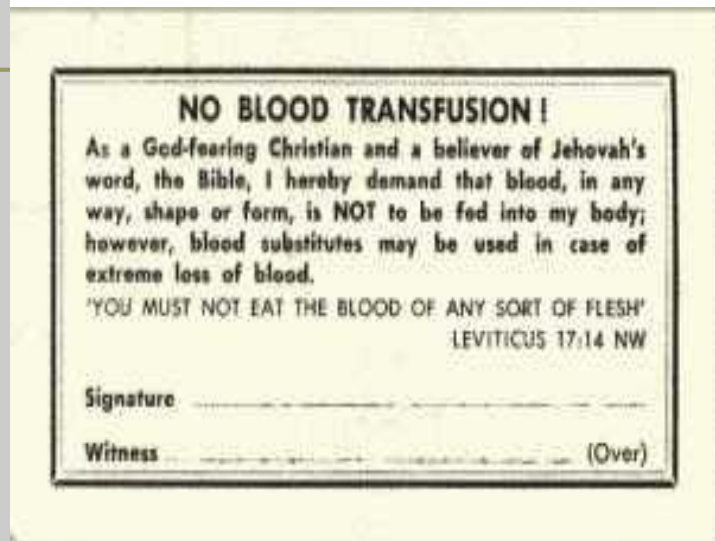 NO BLOOD TRANSFUSION!
As a God-fearing Christian and a believer of Jehovah's
word, the Bible, I hereby demand that blood, in any
way, shape or form, is NOT to be fed into my body;
however, blood substitutes may be used in case of
extreme loss of blood.
'YOU MUST NOT EAT THE BLOOD OF ANY SORT OF FLESH'
LEVITICUS 17:14 NW
Signature
Witness (Over)